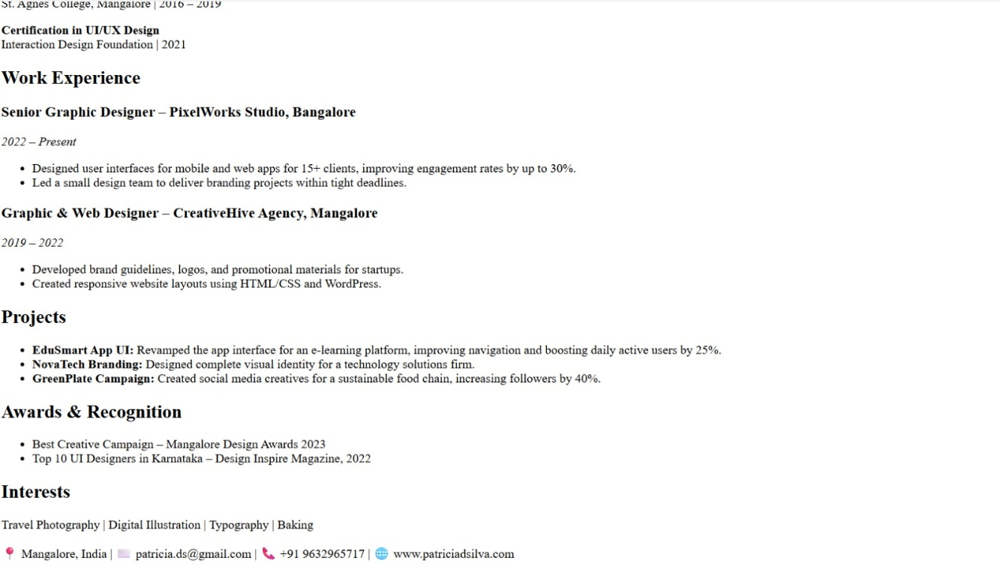 St. Agnes College, Mangalore | 2016 – 2019
Certification in UI/UX Design
Interaction Design Foundation | 2021
Work Experience
Senior Graphic Designer – PixelWorks Studio, Bangalore
2022 – Present
• Designed user interfaces for mobile and web apps for 15+ clients, improving engagement rates by up to 30%.
• Led a small design team to deliver branding projects within tight deadlines.
Graphic & Web Designer – CreativeHive Agency, Mangalore
2019 – 2022
• Developed brand guidelines, logos, and promotional materials for startups.
• Created responsive website layouts using HTML/CSS and WordPress.
Projects
• EduSmart App UI: Revamped the app interface for an e-learning platform, improving navigation and boosting daily active users by 25%.
• NovaTech Branding: Designed complete visual identity for a technology solutions firm.
• GreenPlate Campaign: Created social media creatives for a sustainable food chain, increasing followers by 40%.
Awards & Recognition
• Best Creative Campaign – Mangalore Design Awards 2023
• Top 10 UI Designers in Karnataka – Design Inspire Magazine, 2022
Interests
Travel Photography | Digital Illustration | Typography | Baking
📍 Mangalore, India | ✉️ patricia.ds@gmail.com | 📞 +91 9632965717 | 🌐 www.patriciadsilva.com